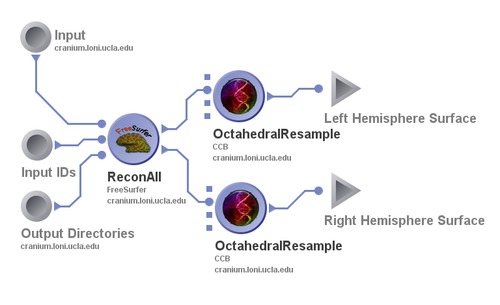 Input
cranium.loni.ucla.edu
Input IDs
Output Directories
cranium.loni.ucla.edu
FreeSurfer
ReconAll
FreeSurfer
cranium.loni.ucla.edu
OctahedralResample
CCB
cranium.loni.ucla.edu
Left Hemisphere Surface
OctahedralResample
CCB
cranium.loni.ucla.edu
Right Hemisphere Surface